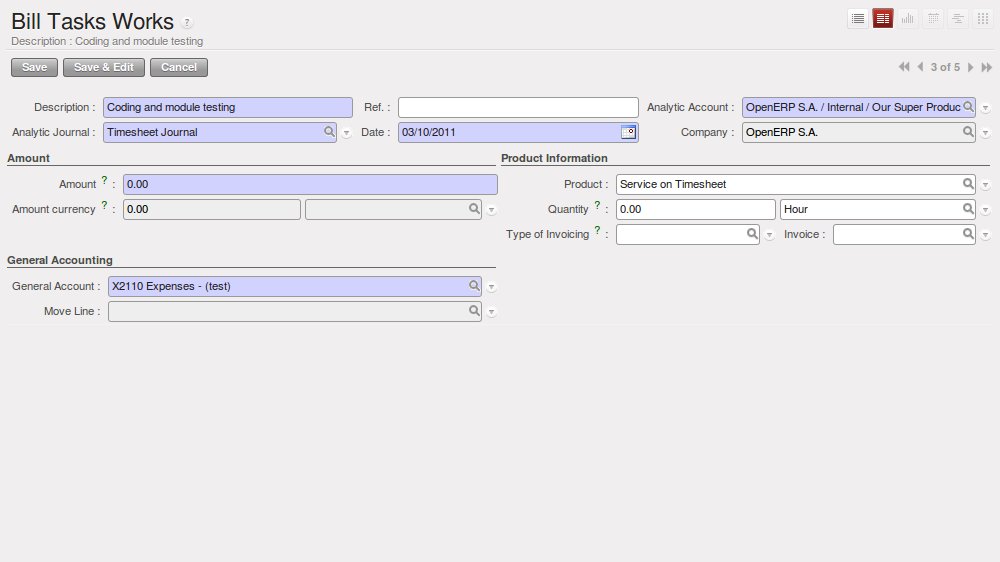 Bill Tasks Works ?
Description : Coding and module testing
Save Save & Edit Cancel 3 of 5
Description : Coding and module testing Ref. : Analytic Account : OpenERP S.A. / Internal / Our Super Produc
Analytic Journal : Timesheet Journal Date : 03/10/2011 Company : OpenERP S.A.
Amount Product Information
Amount ? : 0.00 Product : Service on Timesheet
Amount currency ? : 0.00 Quantity ? : 0.00 Hour
Type of Invoicing ? : Invoice :
General Accounting
General Account : X2110 Expenses - (test)
Move Line :